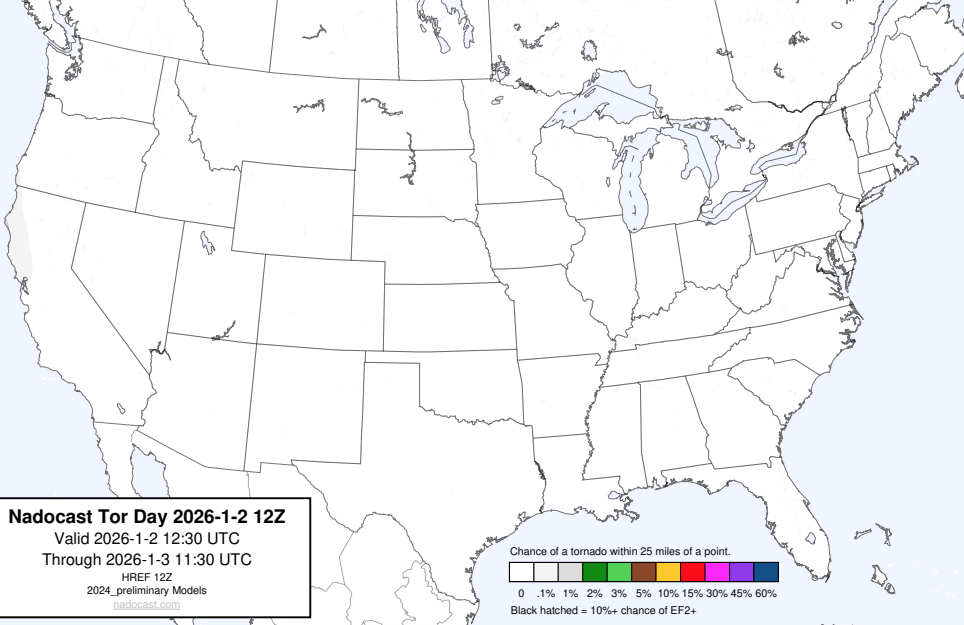 Nadocast Tor Day 2026-1-2 12Z
Valid 2026-1-2 12:30 UTC
Through 2026-1-3 11:30 UTC
HREF 12Z
2024_preliminary Models
nadocast.com
Chance of a tornado within 25 miles of a point.
0 .1% 1% 2% 3% 5% 10% 15% 30% 45% 60%
Black hatched = 10%+ chance of EF2+